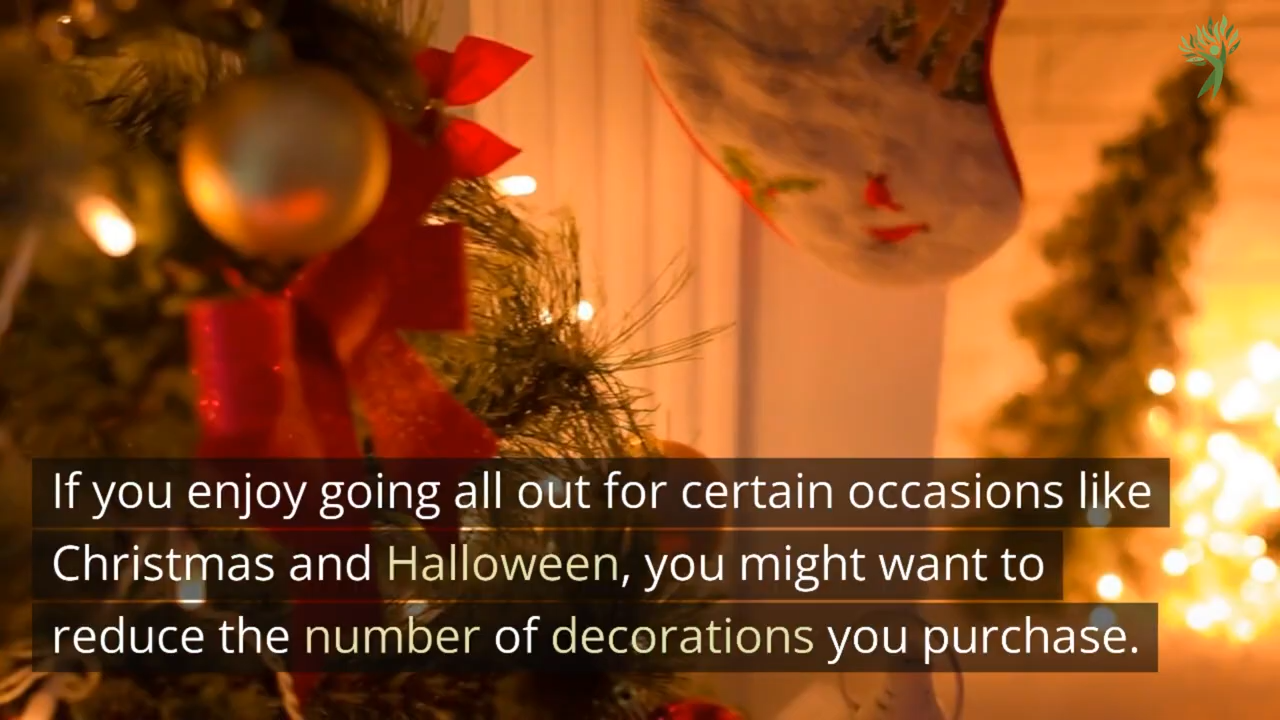 If you enjoy going all out for certain occasions like
Christmas and Halloween, you might want to
reduce the number of decorations you purchase.